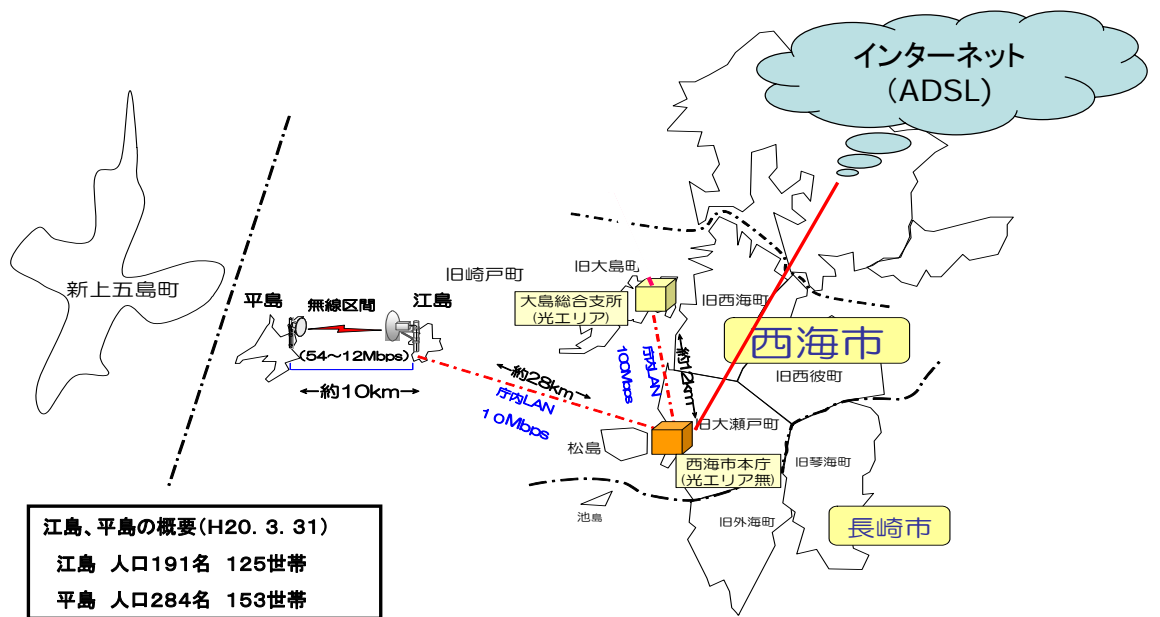 インターネット
(ADSL)
新上五島町
旧崎戸町
旧大島町
平島
無線区間
江島
大島総合支所
(光エリア)
旧西海町
西海市
(54～12Mbps)
約10km
約28km
庁内LAN
10Mbps
庁内LAN
100Mbps
約12km
旧西彼町
松島
旧大瀬戸町
西海市本庁
(光エリア無)
旧琴海町
池島
旧外海町
長崎市
江島、平島の概要(H20. 3. 31)
江島 人口191名 125世帯
平島 人口284名 153世帯